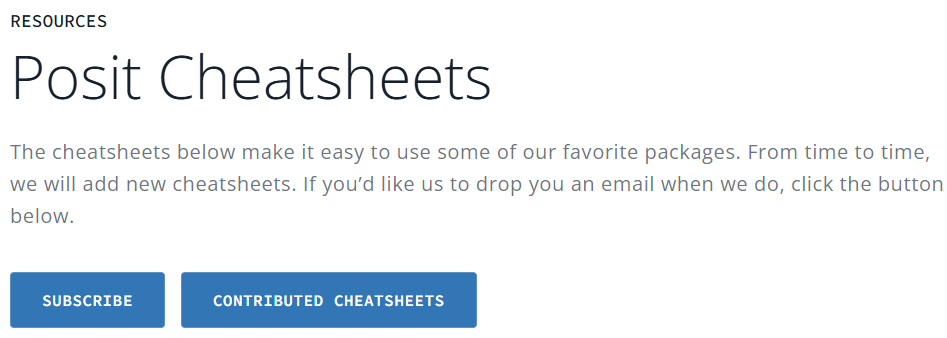 RESOURCES
Posit Cheatsheets
The cheatsheets below make it easy to use some of our favorite packages. From time to time,
we will add new cheatsheets. If you’d like us to drop you an email when we do, click the button
below.
SUBSCRIBE
CONTRIBUTED CHEATSHEETS